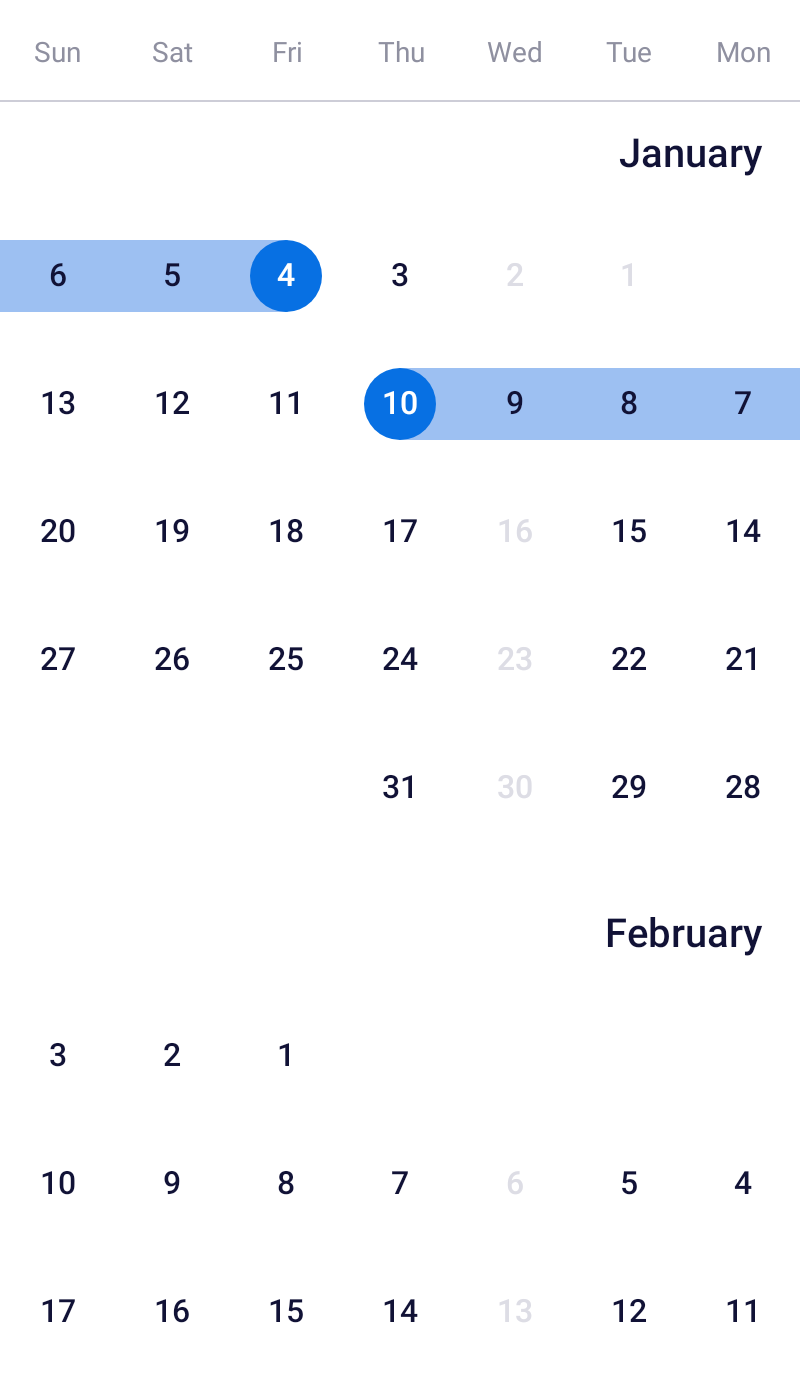 Sun Sat Fri Thu Wed Tue Mon
January
6 5 4 3 2 1
13 12 11 10 9 8 7
20 19 18 17 16 15 14
27 26 25 24 23 22 21
31 30 29 28
February
3 2 1
10 9 8 7 6 5 4
17 16 15 14 13 12 11